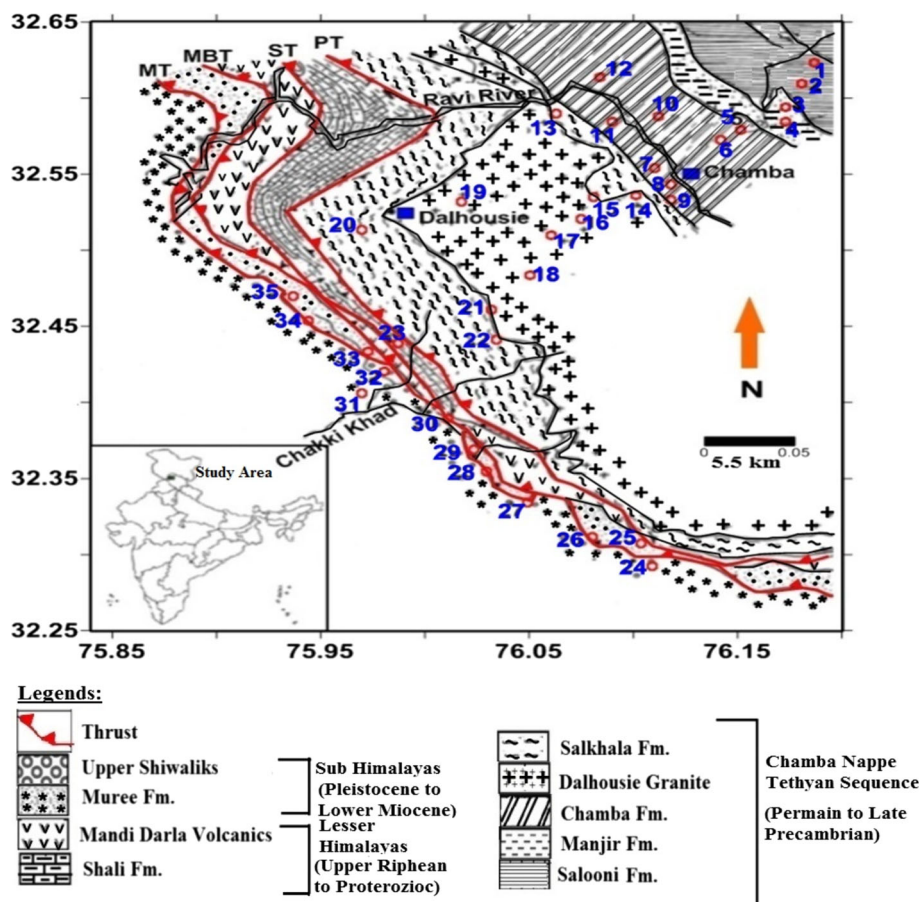 32.65
32.55
32.45
32.35
32.25
75.85
75.95
76.05
76.15
MT
MBT
ST
PT
Ravi River
Chamba
Dalhousie
Chakki Khad
1
2
3
4
5
6
7
8
9
10
11
12
13
14
15
16
17
18
19
20
21
22
23
24
25
26
27
28
29
30
31
32
33
34
35
N
0.05
5.5 km
Study Area
Legends:
Thrust
Upper Shiwaliks
Muree Fm.
Sub Himalayas
(Pleistocene to
Lower Miocene)
Mandi Darla Volcanics
Shali Fm.
Lesser
Himalayas
(Upper Riphean
to Proterozioc)
Salkhala Fm.
Dalhousie Granite
Chamba Fm.
Manjir Fm.
Salooni Fm.
Chamba Nappe
Tethyan Sequence
(Permain to Late
Precambrian)